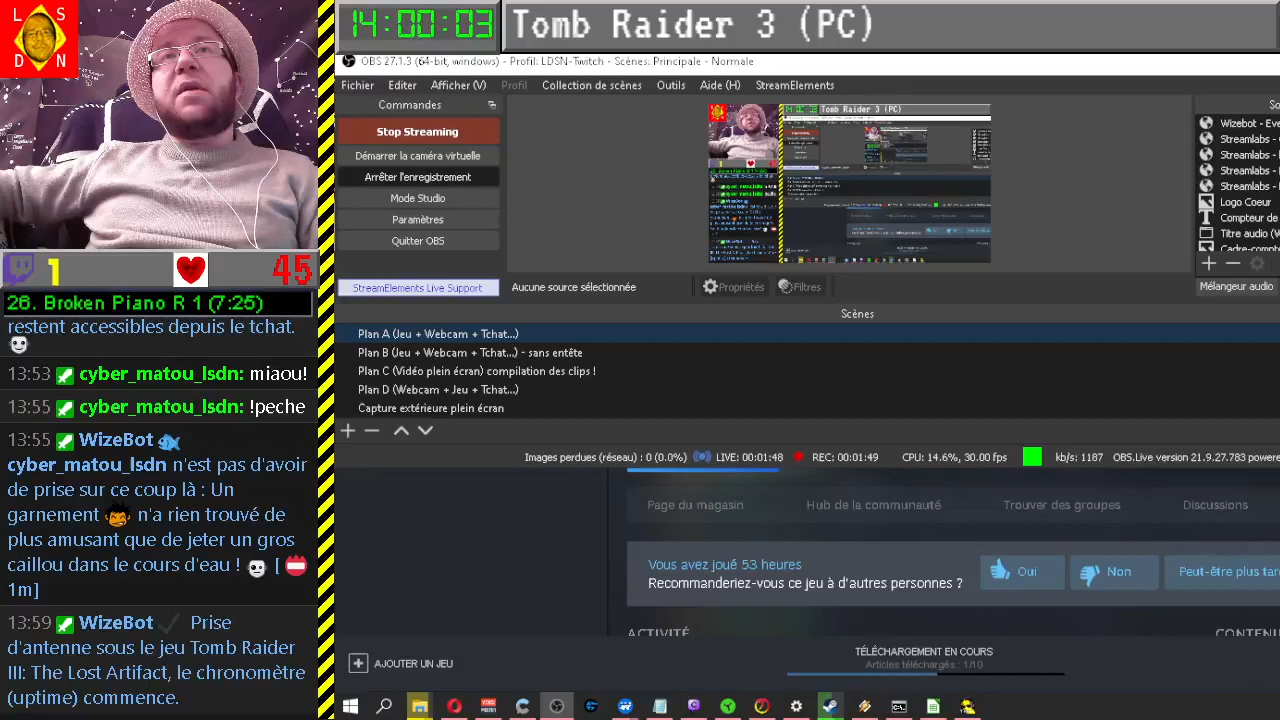 L S
D N
14:00:03
Tomb Raider 3 (PC)
OBS 27.1.3 (64-bit, windows) - Profil: LDSN-Twitch - Scènes: Principale - Normale
Fichier Editer Afficher (V) Profil Collection de scènes Outils Aide (H) StreamElements
Commandes
Stop Streaming
Démarrer la caméra virtuelle
Arrêter l'enregistrement
Mode Studio
Paramètres
Quitter OBS
StreamElements Live Support
Tomb Raider 3 (PC)
So
Wizebot - Eve
Streamlabs -
Streamlabs -
Streamlabs -
Streamlabs -
Logo Coeur
Compteur de
Titre audio (W
Cadre-compte
Mélangeur audio
Aucune source sélectionnée
Propriétés
Filtres
Scènes
Plan A (Jeu + Webcam + Tchat...)
Plan B (Jeu + Webcam + Tchat...) - sans entête
Plan C (Vidéo plein écran) compilation des clips !
Plan D (Webcam + Jeu + Tchat...)
Capture extérieure plein écran
Images perdues (réseau) : 0 (0.0%) LIVE: 00:01:48 REC: 00:01:49 CPU: 14.6%, 30.00 fps kb/s: 1187 OBS.Live version 21.9.27.783 powere
1 45
26. Broken Piano R 1 (7:25)
restent accessibles depuis le tchat.
13:53 cyber_matou_lsdn: miaou!
13:55 cyber_matou_lsdn: !peche
13:55 WizeBot
cyber_matou_lsdn n'est pas d'avoir
de prise sur ce coup là : Un
garnement n'a rien trouvé de
plus amusant que de jeter un gros
caillou dans le cours d'eau ! [
1m]
13:59 WizeBot Prise
d'antenne sous le jeu Tomb Raider
III: The Lost Artifact, le chronomètre
(uptime) commence.
Page du magasin Hub de la communauté Trouver des groupes Discussions
Vous avez joué 53 heures
Recommanderiez-vous ce jeu à d'autres personnes ?
Oui
Non
Peut-être plus tard
ACTIVITÉ
CONTENU
AJOUTER UN JEU
TÉLÉCHARGEMENT EN COURS
Articles téléchargés : 1/10